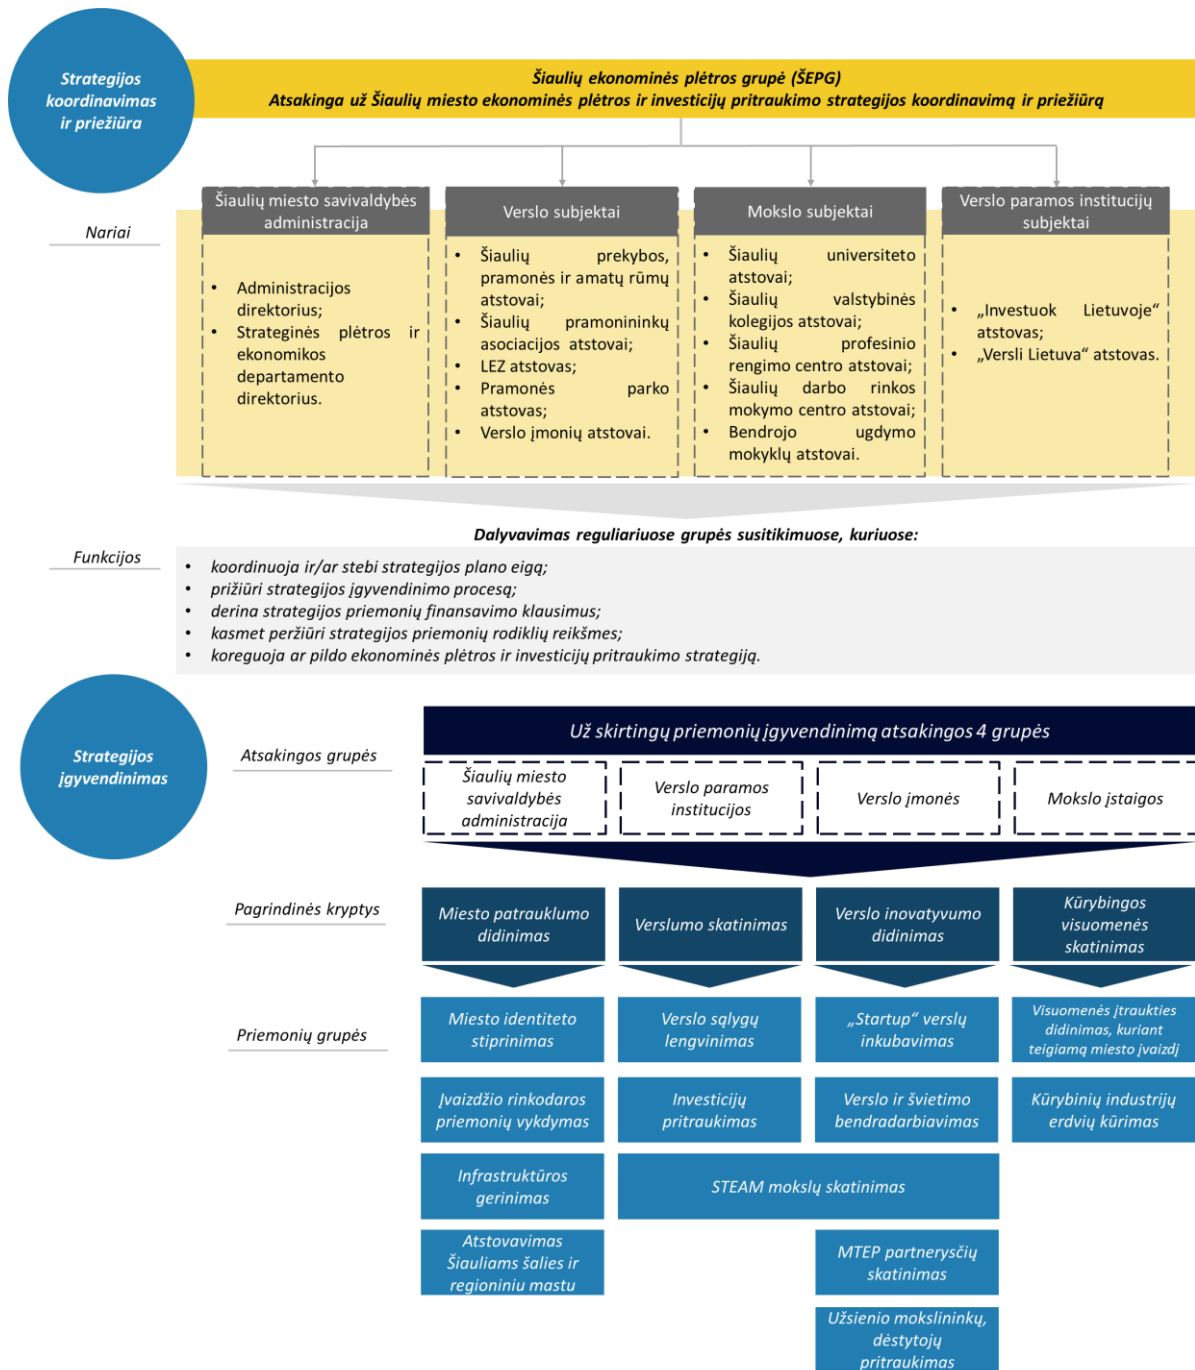 Strategijos
koordinavimas
ir priežiūra
Šiaulių ekonominės plėtros grupė (ŠEPG)
Atsakinga už Šiaulių miesto ekonominės plėtros ir investicijų pritraukimo strategijos koordinavimą ir priežiūrą
Nariai
Šiaulių miesto savivaldybės
administracija
• Administracijos
direktorius;
• Strateginės plėtros ir
ekonomikos
departamento
direktorius.
Verslo subjektai
• Šiaulių prekybos,
pramonės ir amatų rūmų
atstovai;
• Šiaulių pramonininkų
asociacijos atstovai;
• LEZ atstovas;
• Pramonės parko
atstovas;
• Verslo įmonių atstovai.
Mokslo subjektai
• Šiaulių universiteto
atstovai;
• Šiaulių valstybinės
kolegijos atstovai;
• Šiaulių profesinio
rengimo centro atstovai;
• Šiaulių darbo rinkos
mokymo centro atstovai;
• Bendrojo ugdymo
mokyklų atstovai.
Verslo paramos institucijų
subjektai
• „Investuok Lietuvoje“
atstovas;
• „Versli Lietuva“ atstovas.
Funkcijos
Dalyvavimas reguliariuose grupės susitikimuose, kuriuose:
• koordinuoja ir/ar stebi strategijos plano eigą;
• prižiūri strategijos įgyvendinimo procesą;
• derina strategijos priemonių finansavimo klausimus;
• kasmet peržiūri strategijos priemonių rodiklių reikšmes;
• koreguoja ar pildo ekonominės plėtros ir investicijų pritraukimo strategiją.
Strategijos
įgyvendinimas
Atsakingos grupės
Už skirtingų priemonių įgyvendinimą atsakingos 4 grupės
Šiaulių miesto
savivaldybės
administracija
Verslo paramos
institucijos
Verslo įmonės
Mokslo įstaigos
Pagrindinės kryptys
Miesto patrauklumo
didinimas
Verslumo skatinimas
Verslo inovatyvumo
didinimas
Kūrybingos
visuomenės
skatinimas
Priemonių grupės
Miesto identiteto
stiprinimas
Verslo sąlygų
lengvinimas
„Startup“ verslų
inkubavimas
Visuomenės įtraukties
didinimas, kuriant
teigiamą miesto įvaizdį
Įvaizdžio rinkodaros
priemonių vykdymas
Investicijų
pritraukimas
Verslo ir švietimo
bendradarbiavimas
Kūrybinių industrijų
erdvių kūrimas
Infrastruktūros
gerinimas
STEAM mokslų skatinimas
Atstovavimas
Šiauliams šalies ir
regioniniu mastu
MTEP partnerysčių
skatinimas
Užsienio mokslininkų,
dėstytojų
pritraukimas